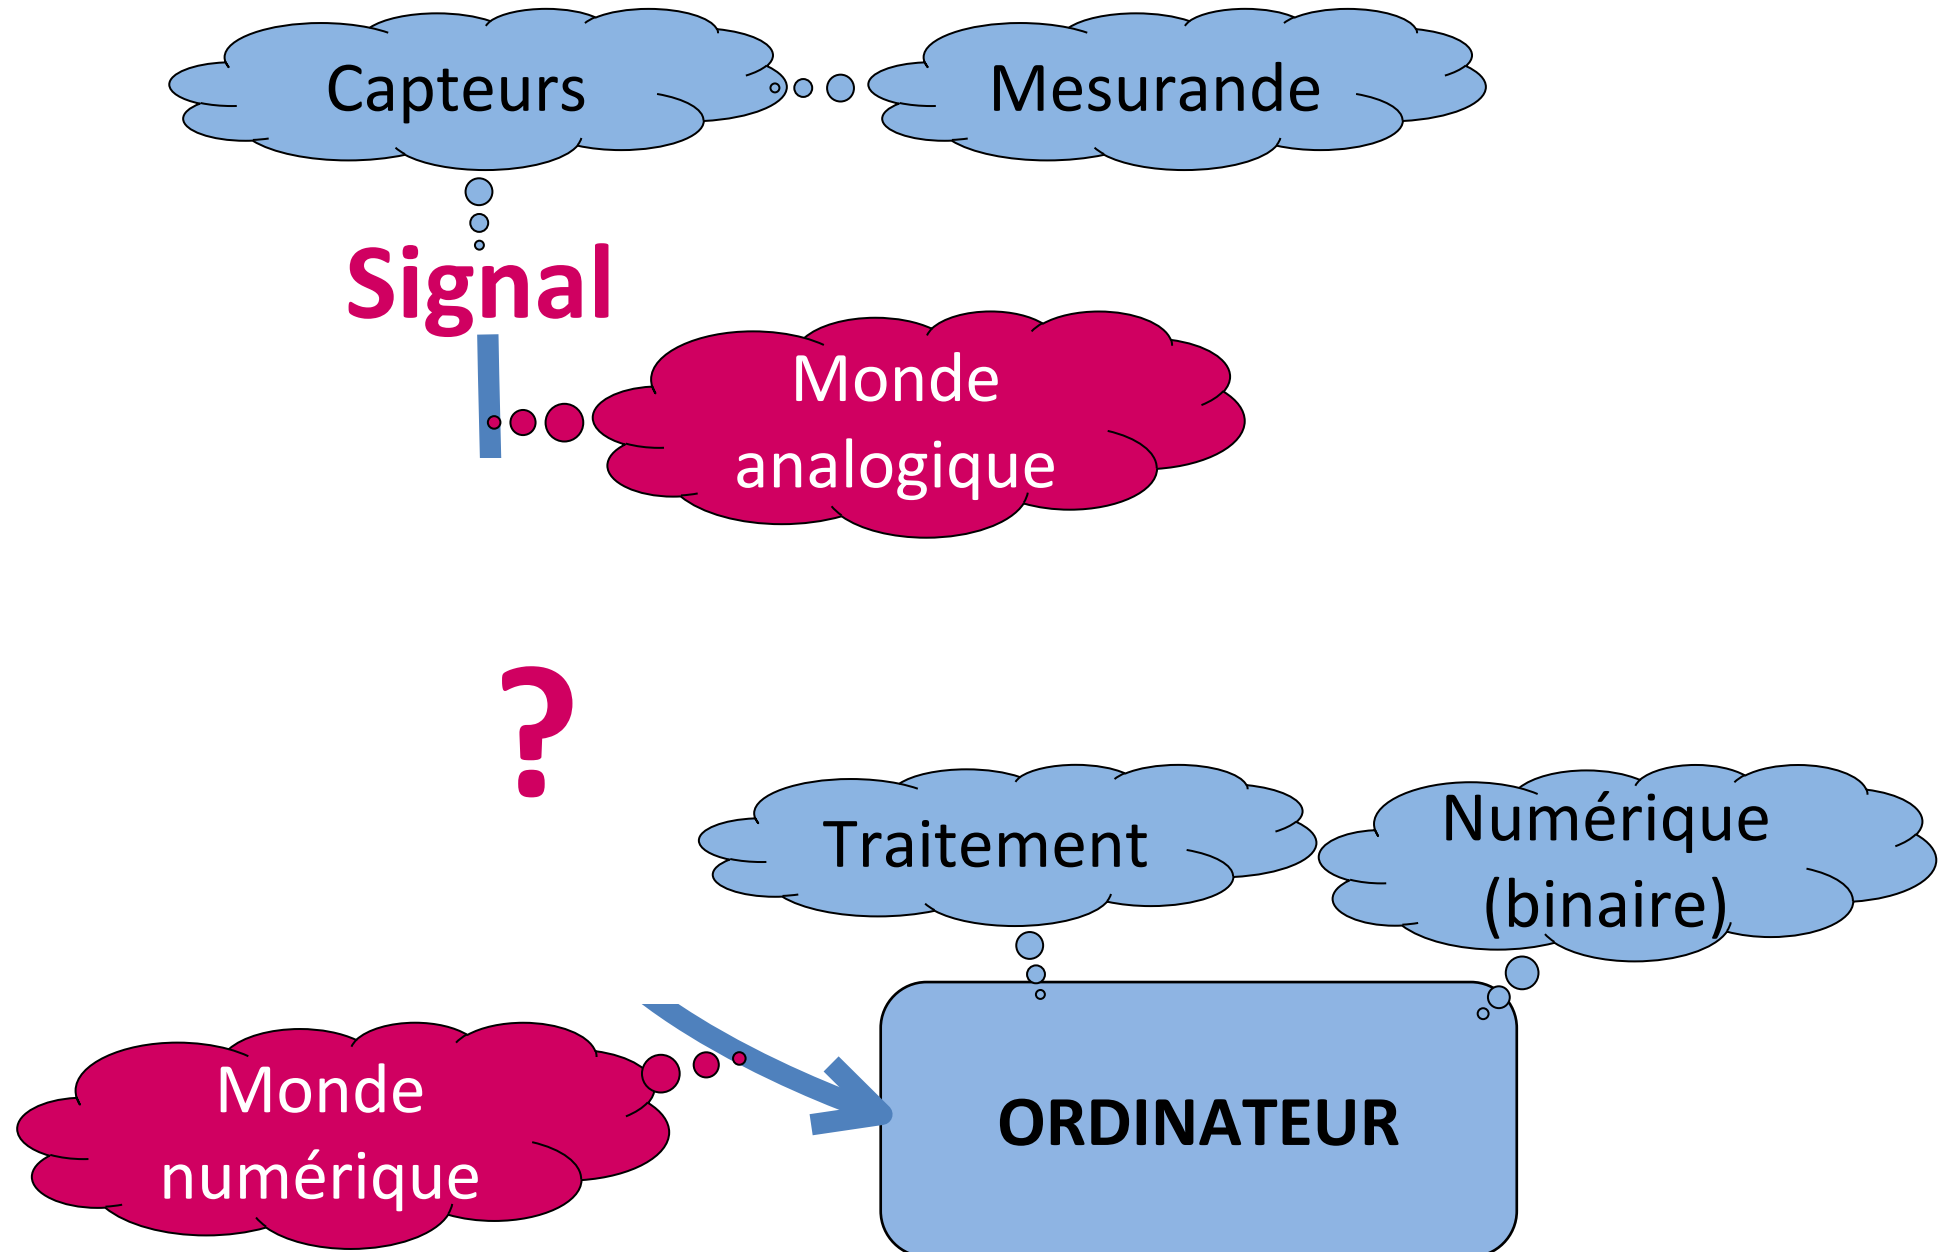 Capteurs
Mesurande
Signal
Monde
analogique
?
Traitement
Numérique
(binaire)
Monde
numérique
ORDINATEUR